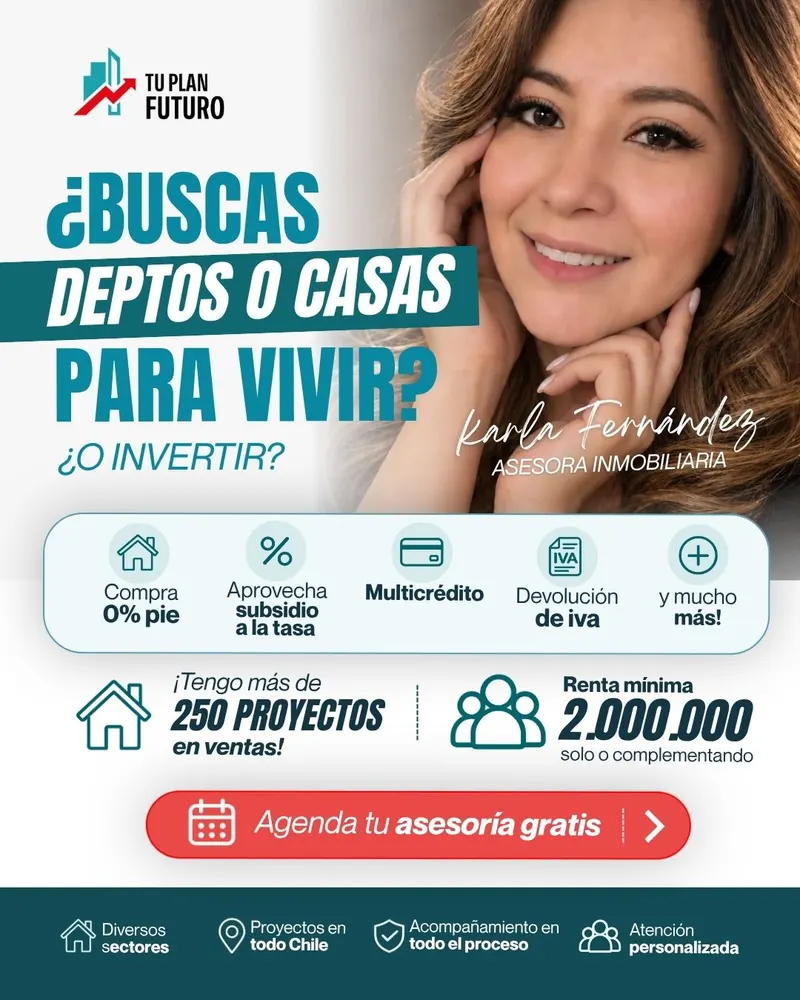 TU PLAN
FUTURO
¿BUSCAS
DEPTOS O CASAS
PARA VIVIR?
¿O INVERTIR?
Karla Fernández
ASESORA INMOBILIARIA
Compra
0% pie
Aprovecha
subsidio
a la tasa
Multicrédito
IVA
Devolución
de iva
y mucho
más!
¡Tengo más de
250 PROYECTOS
en ventas!
Renta mínima
2.000.000
solo o complementando
Agenda tu asesoría gratis
Diversos
sectores
Proyectos en
todo Chile
Acompañamiento en
todo el proceso
Atención
personalizada